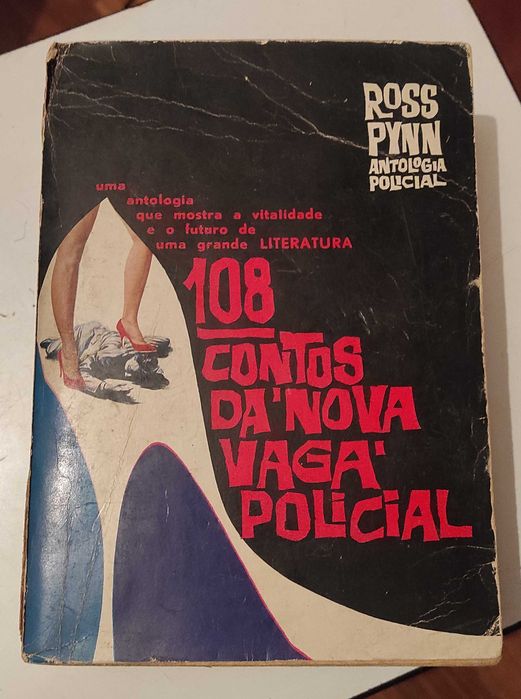 ROSS
PYNN
ANTOLOGIA
POLICIAL
uma
antologia
que mostra a vitalidade
e o futuro de
uma grande LITERATURA
108
CONTOS
DA'NOVA
VAGA'
POLICIAL